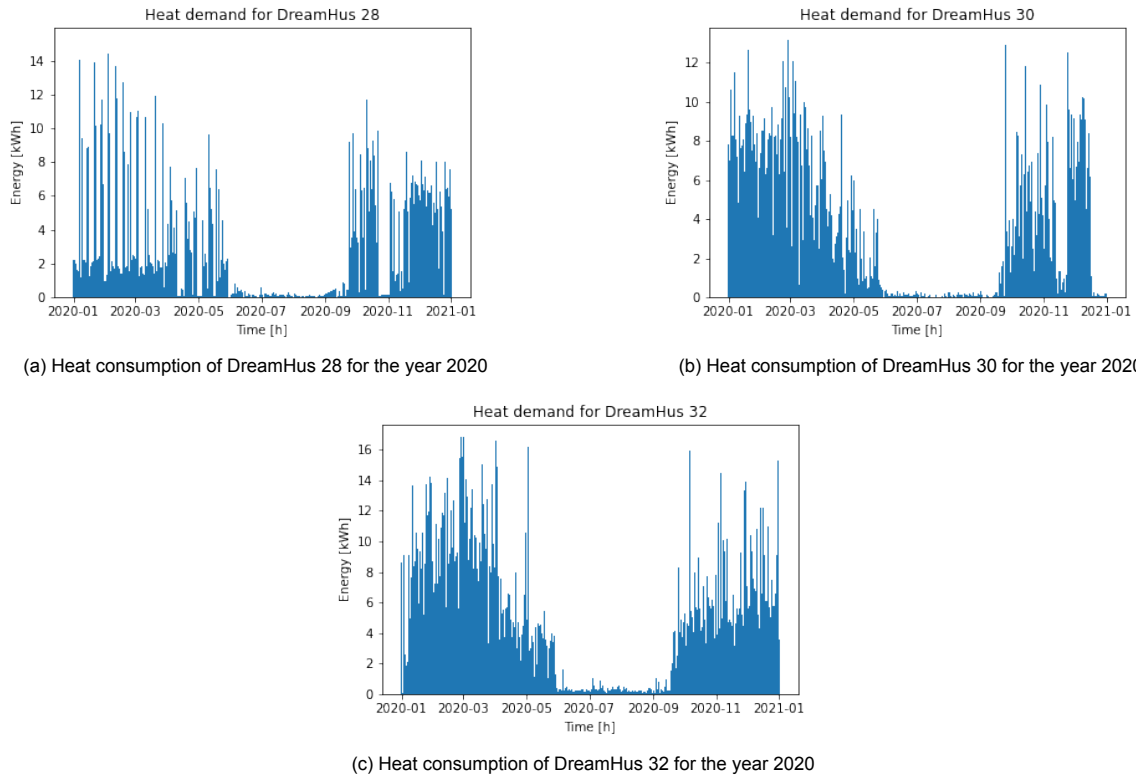 Heat demand for DreamHus 28
Energy [kWh]
14
12
10
8
6
4
2
0
2020-01 2020-03 2020-05 2020-07 2020-09 2020-11 2021-01
Time [h]
(a) Heat consumption of DreamHus 28 for the year 2020
Heat demand for DreamHus 30
Energy [kWh]
12
10
8
6
4
2
0
2020-01 2020-03 2020-05 2020-07 2020-09 2020-11 2021-01
Time [h]
(b) Heat consumption of DreamHus 30 for the year 2020
Heat demand for DreamHus 32
Energy [kWh]
16
14
12
10
8
6
4
2
0
2020-01 2020-03 2020-05 2020-07 2020-09 2020-11 2021-01
Time [h]
(c) Heat consumption of DreamHus 32 for the year 2020